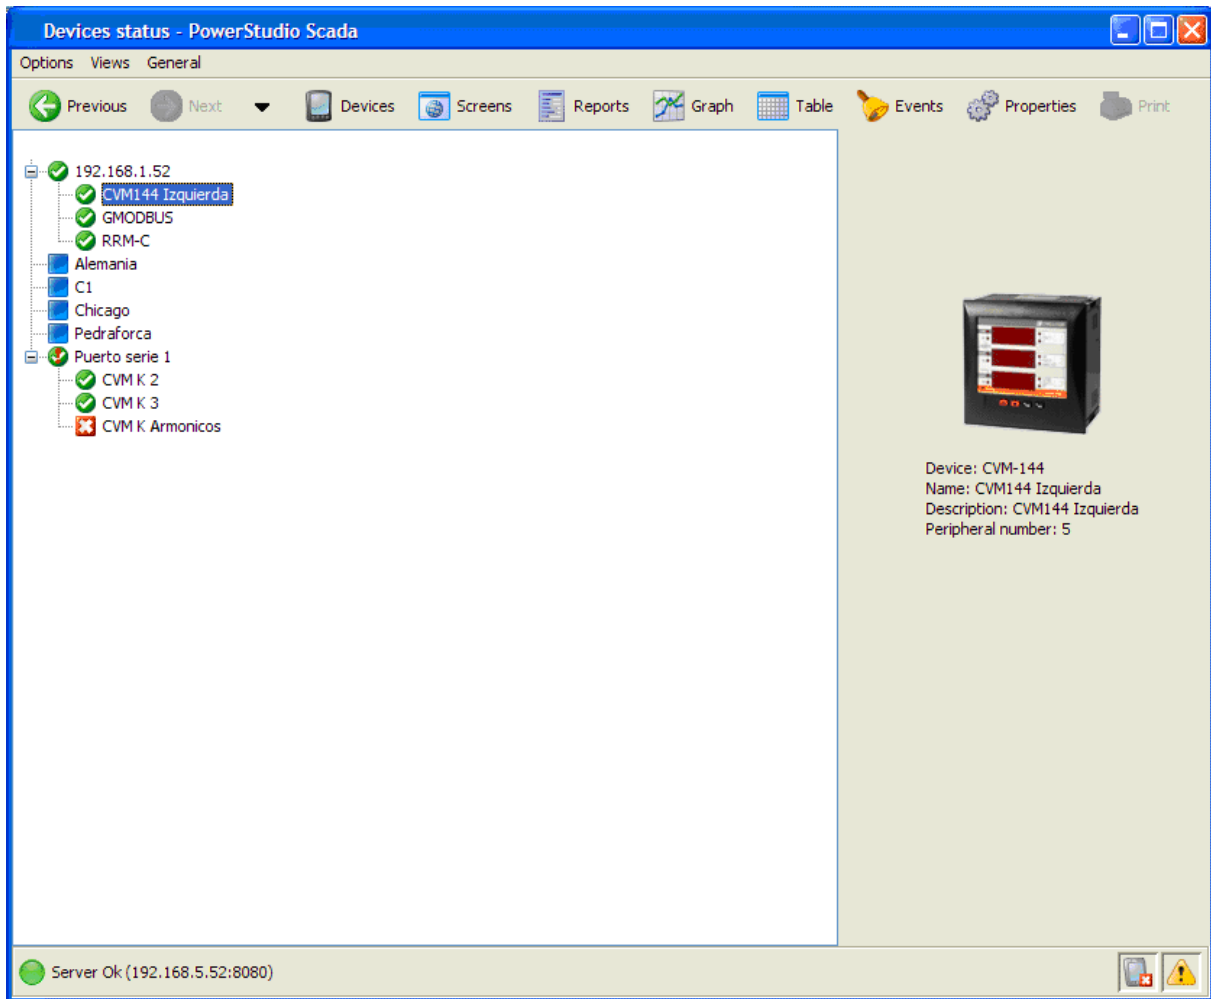 Devices status - PowerStudio Scada
Options Views General
Previous Next Devices Screens Reports Graph Table Events Properties Print
192.168.1.52
CVM144 Izquierda
GMODBUS
RRM-C
Alemania
C1
Chicago
Pedraforca
Puerto serie 1
CVM K 2
CVM K 3
CVM K Armonicos
Device: CVM-144
Name: CVM144 Izquierda
Description: CVM144 Izquierda
Peripheral number: 5
Server Ok (192.168.5.52:8080)